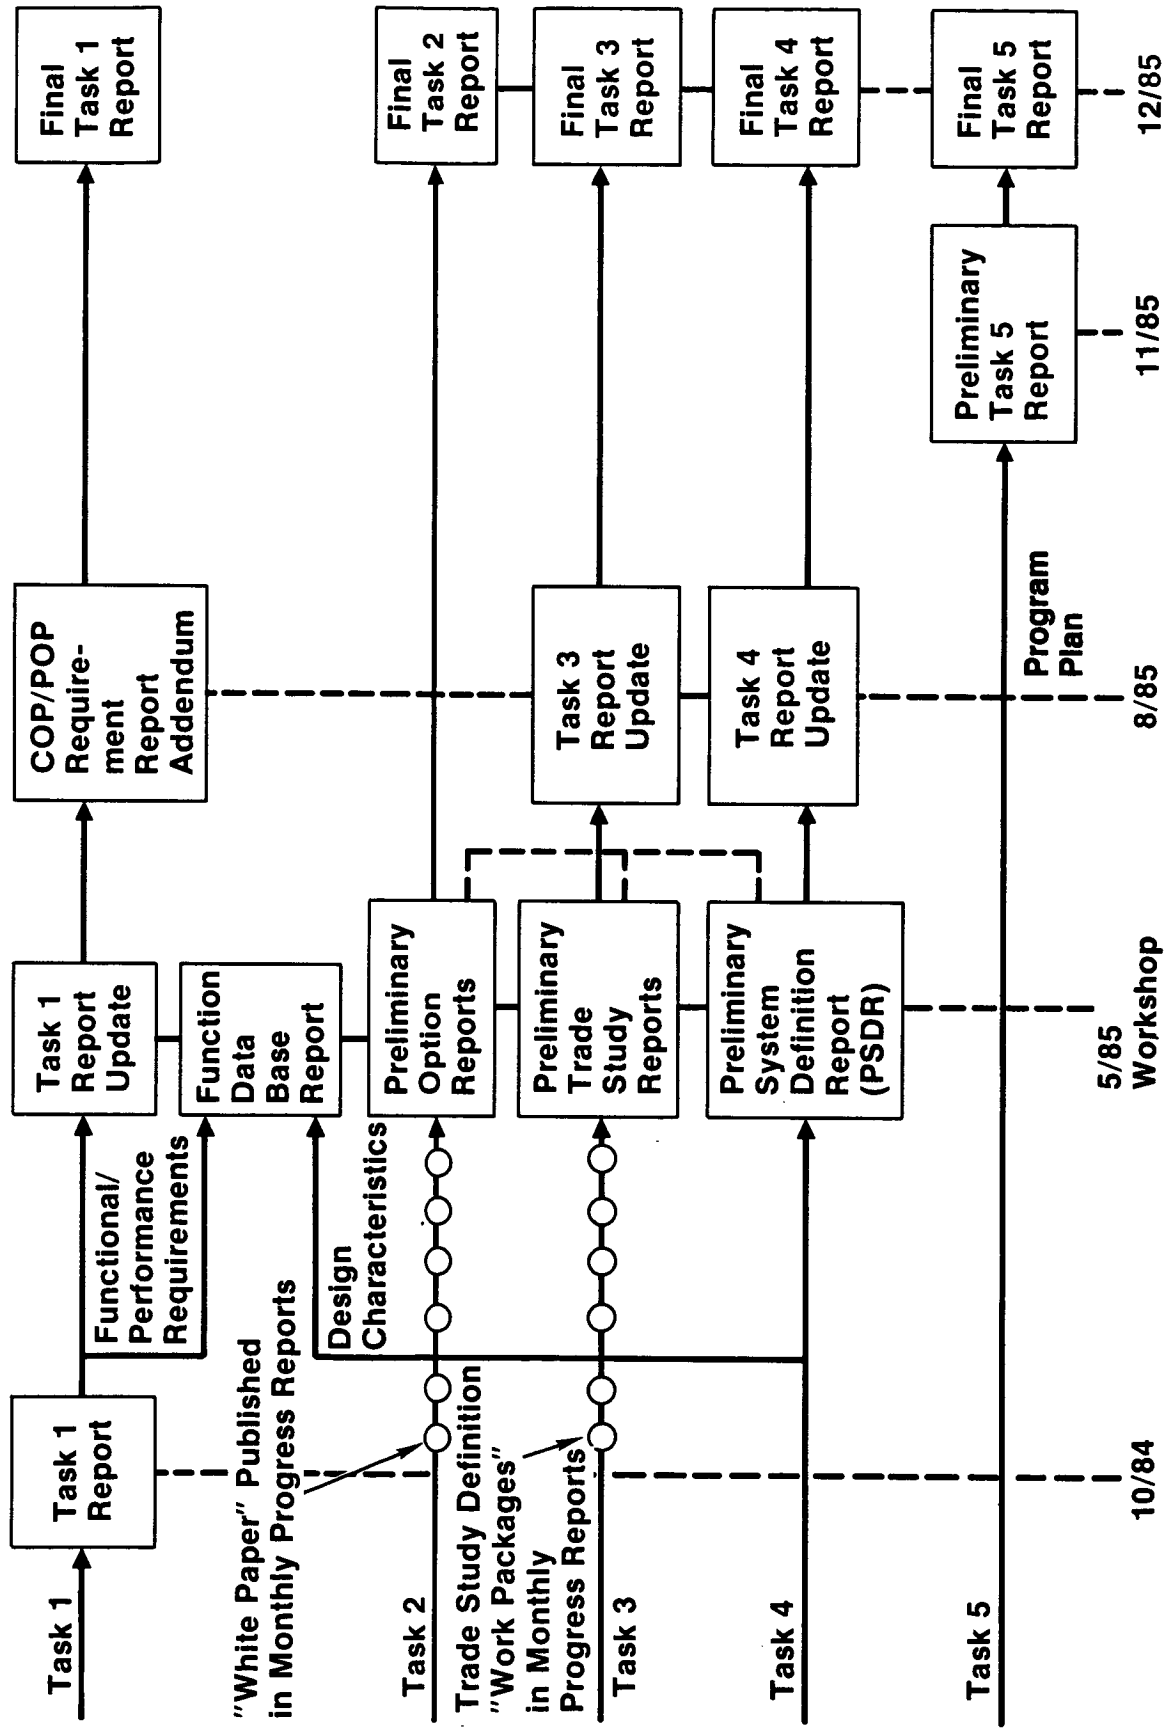 Task 1
Task 1
Report
Functional/
Performance
Requirements
Task 1
Report
Update
COP/POP
Require-
ment
Report
Addendum
Final
Task 1
Report
Function
Data
Base
Report
"White Paper" Published
in Monthly Progress Reports
Design
Characteristics
Task 2
Preliminary
Option
Reports
Final
Task 2
Report
Trade Study Definition
"Work Packages"
in Monthly
Progress Reports
Task 3
Preliminary
Trade
Study
Reports
Task 3
Report
Update
Final
Task 3
Report
Task 4
Preliminary
System
Definition
Report
(PSDR)
Task 4
Report
Update
Final
Task 4
Report
Task 5
Program
Plan
Preliminary
Task 5
Report
Final
Task 5
Report
10/84
5/85
Workshop
8/85
11/85
12/85